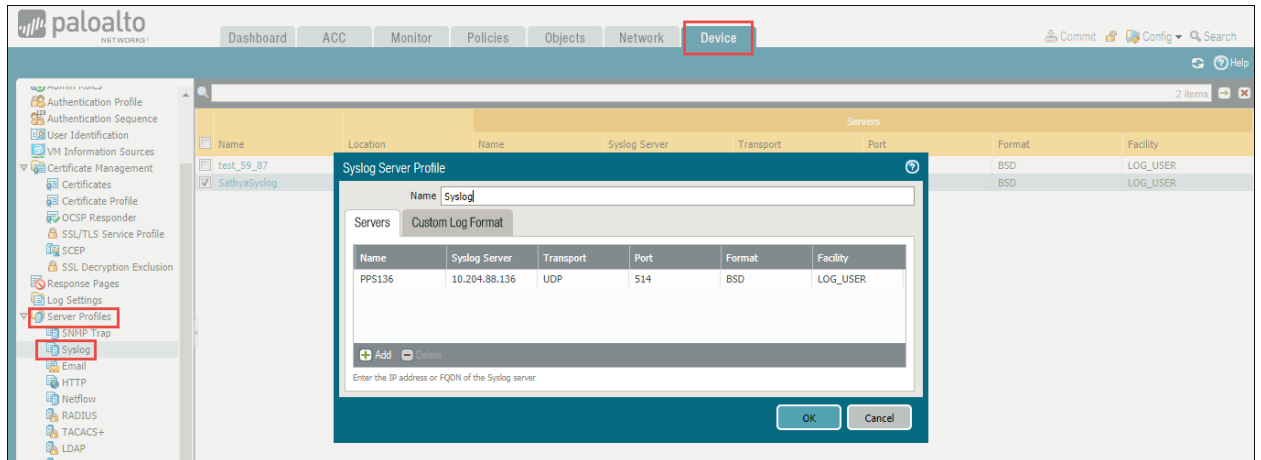 paloalto
NETWORKS®
Dashboard ACC Monitor Policies Objects Network Device
Commit Config Search
Help
Admin Roles
Authentication Profile
Authentication Sequence
User Identification
VM Information Sources
Certificate Management
Certificates
Certificate Profile
OCSP Responder
SSL/TLS Service Profile
SCEP
SSL Decryption Exclusion
Response Pages
Log Settings
Server Profiles
SNMP Trap
Syslog
Email
HTTP
Netflow
RADIUS
TACACS+
LDAP
2 items
Servers
Name Location Name Syslog Server Transport Port Format Facility
test_59_87 BSD LOG_USER
SathyaSyslog BSD LOG_USER
Syslog Server Profile
Name Syslog
Servers Custom Log Format
Name Syslog Server Transport Port Format Facility
PPS136 10.204.88.136 UDP 514 BSD LOG_USER
Add Delete
Enter the IP address or FQDN of the Syslog server
OK Cancel